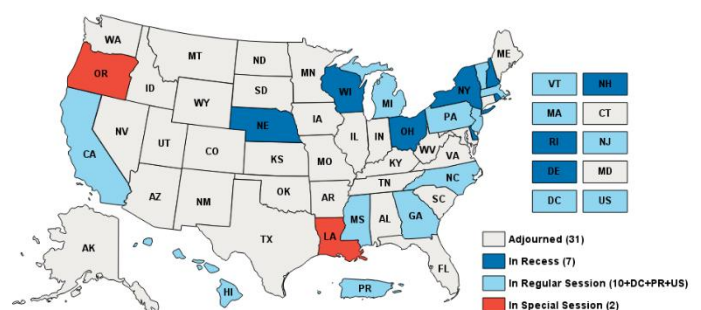 WA
ME
MT
ND
MN
OR
ID
SD
WI
NY
MI
WY
IA
PA
NE
NV
OH
IL
IN
UT
CO
WV
VA
CA
KS
MO
KY
NC
TN
OK
AZ
NM
AR
SC
MS
AL
GA
LA
TX
AK
FL
HI
PR
VT NH
MA CT
RI NJ
DE MD
DC US
Adjourned (31)
In Recess (7)
In Regular Session (10+DC+PR+US)
In Special Session (2)